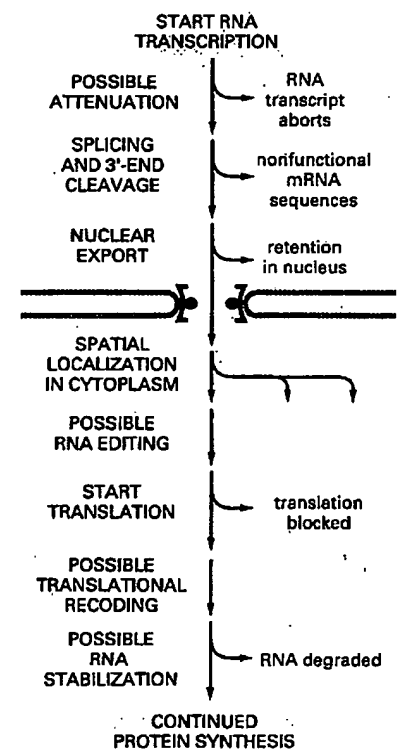 START RNA
TRANSCRIPTION
POSSIBLE
ATTENUATION
RNA
transcript
aborts
SPLICING
AND 3'-END
CLEAVAGE
nonfunctional
mRNA
sequences
NUCLEAR
EXPORT
retention
in nucleus
SPATIAL
LOCALIZATION
IN CYTOPLASM
POSSIBLE
RNA EDITING
START
TRANSLATION
translation
blocked
POSSIBLE
TRANSLATIONAL
RECODING
POSSIBLE
RNA
STABILIZATION
RNA degraded
CONTINUED
PROTEIN SYNTHESIS